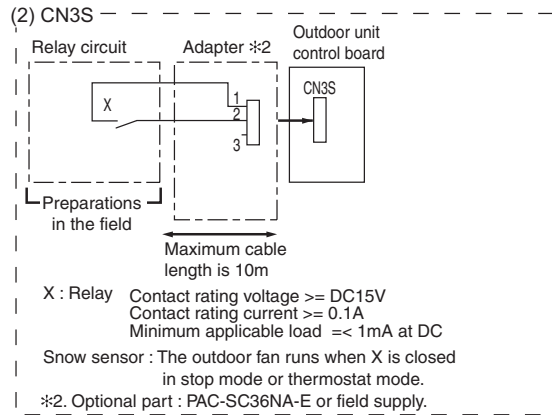 (2) CN3S
Relay circuit
Adapter ※2
Outdoor unit
control board
CN3S
X
1
2
3
Preparations
in the field
Maximum cable
length is 10m
X : Relay
Contact rating voltage >= DC15V
Contact rating current >= 0.1A
Minimum applicable load =< 1mA at DC
Snow sensor : The outdoor fan runs when X is closed
in stop mode or thermostat mode.
※2. Optional part : PAC-SC36NA-E or field supply.